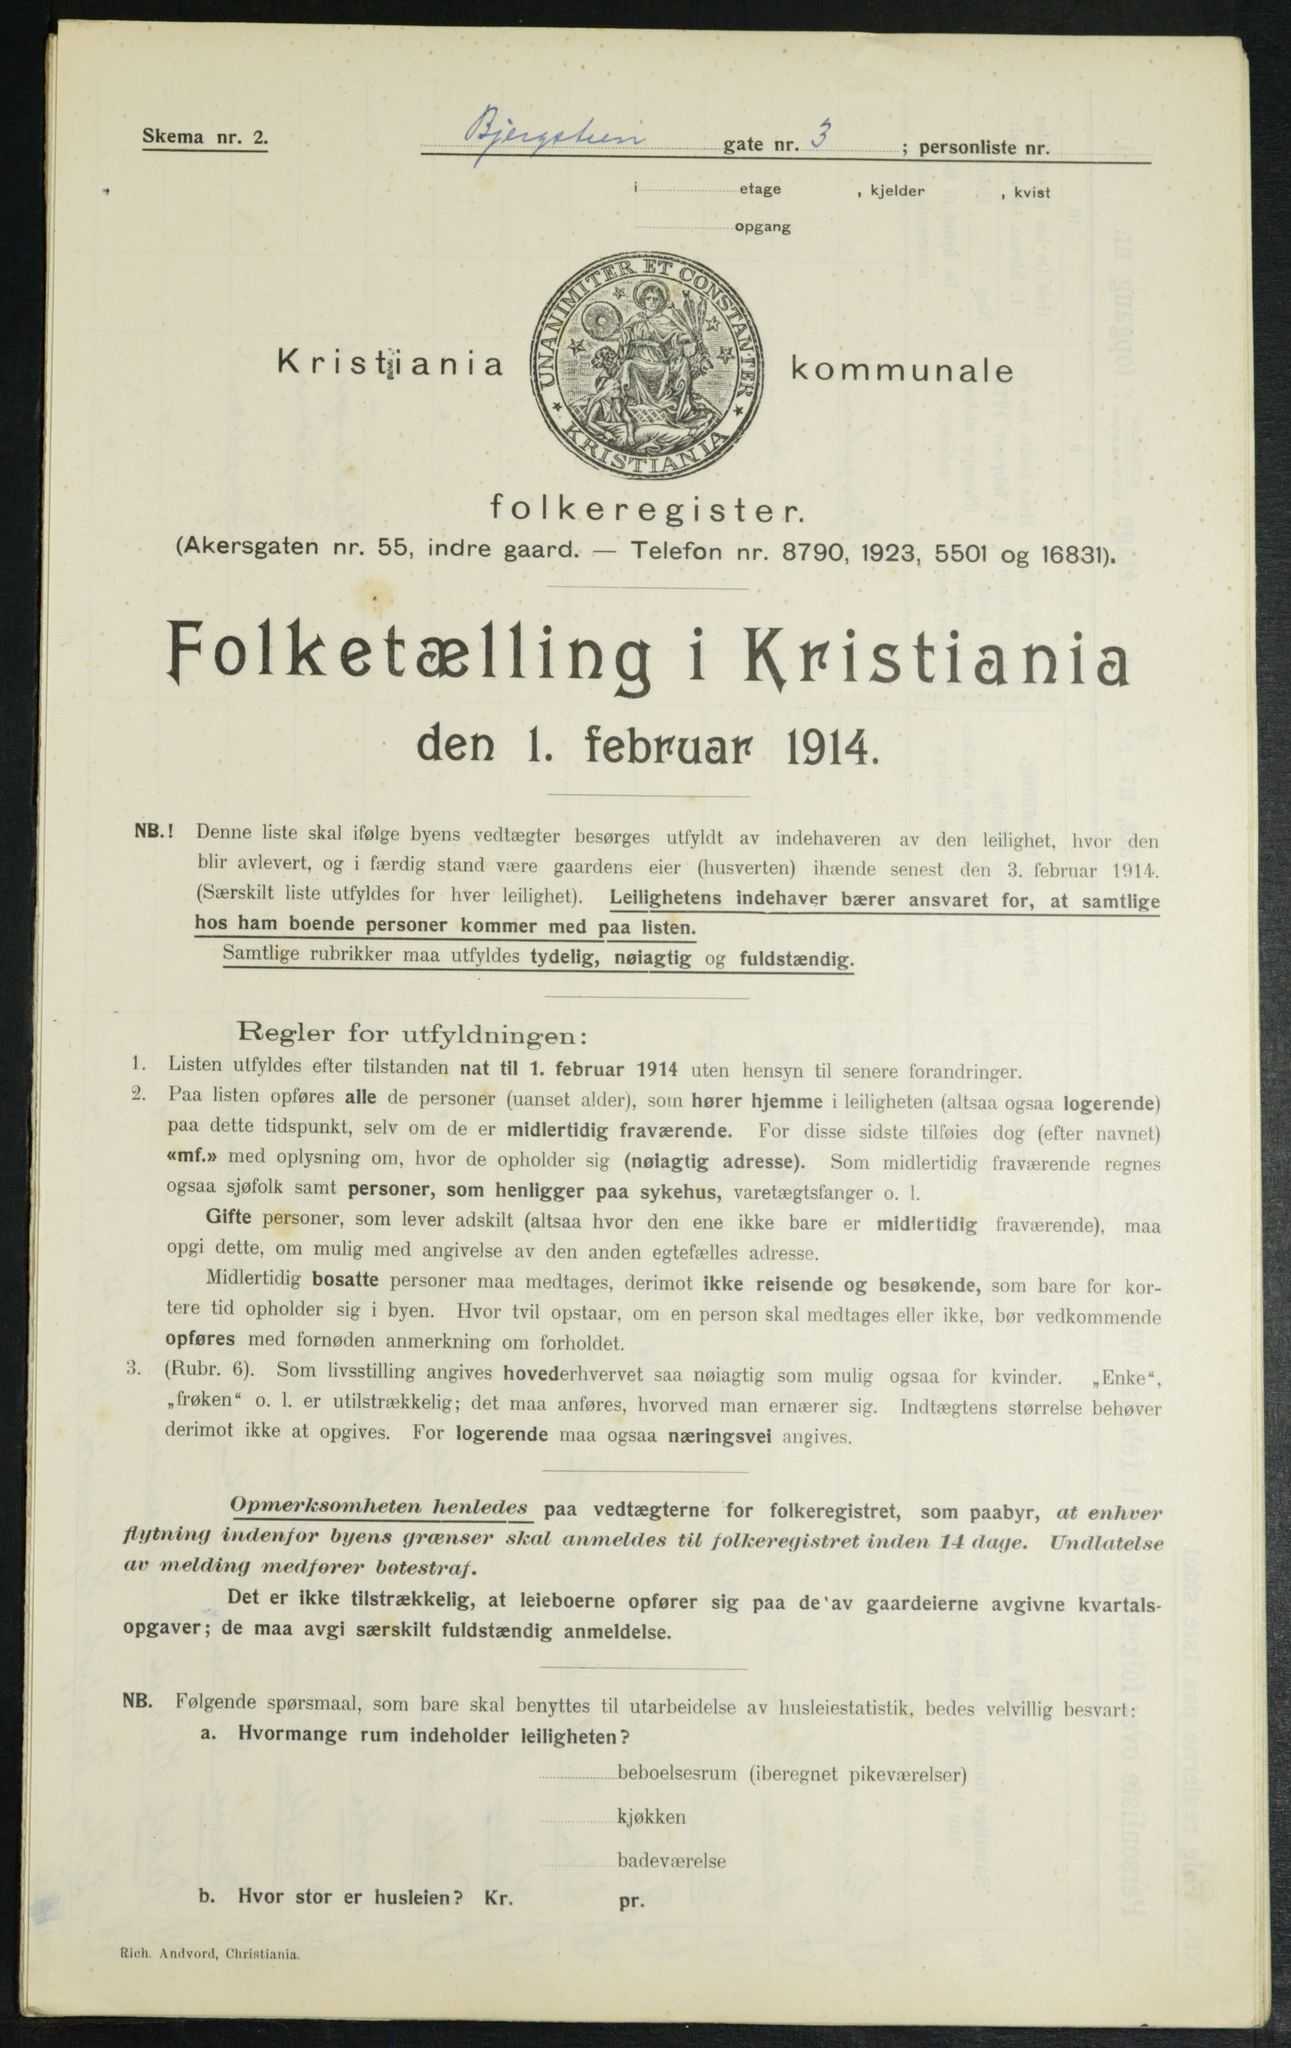 Skema nr. 2.
Bjergstien gate nr. 3 ; personliste nr.
i etage , kjelder , kvist
opgang
UNANIMITER ET CONSTANTER
KRISTIANIA
Kristiania kommunale
folkeregister.
(Akersgaten nr. 55, indre gaard. — Telefon nr. 8790, 1923, 5501 og 16831).
Folketælling i Kristiania
den 1. februar 1914.
NB.! Denne liste skal ifølge byens vedtægter besørges utfyldt av indehaveren av den leilighet, hvor den
blir avlevert, og i færdig stand være gaardens eier (husverten) ihænde senest den 3. februar 1914.
(Særskilt liste utfyldes for hver leilighet). Leilighetens indehaver bærer ansvaret for, at samtlige
hos ham boende personer kommer med paa listen.
Samtlige rubrikker maa utfyldes tydelig, nøiagtig og fuldstændig.
Regler for utfyldningen:
1. Listen utfyldes efter tilstanden nat til 1. februar 1914 uten hensyn til senere forandringer.
2. Paa listen opføres alle de personer (uanset alder), som hører hjemme i leiligheten (altsaa ogsaa logerende)
paa dette tidspunkt, selv om de er midlertidig fraværende. For disse sidste tilføies dog (efter navnet)
«mf.» med oplysning om, hvor de opholder sig (nøiagtig adresse). Som midlertidig fraværende regnes
ogsaa sjøfolk samt personer, som henligger paa sykehus, varetægtsfanger o. l.
Gifte personer, som lever adskilt (altsaa hvor den ene ikke bare er midlertidig fraværende), maa
opgi dette, om mulig med angivelse av den anden egtefælles adresse.
Midlertidig bosatte personer maa medtages, derimot ikke reisende og besøkende, som bare for kor-
tere tid opholder sig i byen. Hvor tvil opstaar, om en person skal medtages eller ikke, bør vedkommende
opføres med fornøden anmerkning om forholdet.
3. (Rubr. 6). Som livsstilling angives hovederhvervet saa nøiagtig som mulig ogsaa for kvinder. „Enke“,
„frøken“ o. l. er utilstrækkelig; det maa anføres, hvorved man ernærer sig. Indtægtens størrelse behøver
derimot ikke at opgives. For logerende maa ogsaa næringsvei angives.
Opmerksomheten henledes paa vedtægterne for folkeregistret, som paabyr, at enhver
flytning indenfor byens grænser skal anmeldes til folkeregistret inden 14 dage. Undlatelse
av melding medfører bøtestraf.
Det er ikke tilstrækkelig, at leieboerne opfører sig paa de av gaardeierne avgivne kvartals-
opgaver; de maa avgi særskilt fuldstændig anmeldelse.
NB. Følgende spørsmaal, som bare skal benyttes til utarbeidelse av husleiestatistik, bedes velvillig besvart:
a. Hvormange rum indeholder leiligheten?
beboelsesrum (iberegnet pikeværelser)
kjøkken
badeværelse
b. Hvor stor er husleien? Kr. pr.
Rich. Andvord, Christiania.